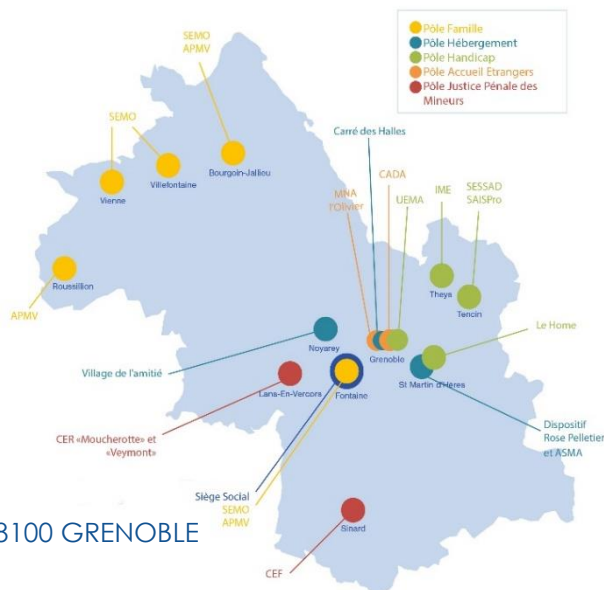 SEMO
APMV
Pôle Famille
Pôle Hébergement
Pôle Handicap
Pôle Accueil Etrangers
Pôle Justice Pénale des
Mineurs
SEMO
Carré des Halles
Bourgoin-Jallieu
Villefontaine
Vienne
CADA
MNA
l'Olivier
UEMA
IME
SESSAD
SAISPro
Roussillion
Theys
Tencin
APMV
Noyarey
Grenoble
Le Home
Village de l'amitié
Lans-En-Vercors
Fontaine
St Martin d'Hères
CER «Moucherotte» et
«Veymont»
Dispositif
Rose Pelletier
et ASMA
Siège Social
SEMO
APMV
8100 GRENOBLE
Sinard
CEF